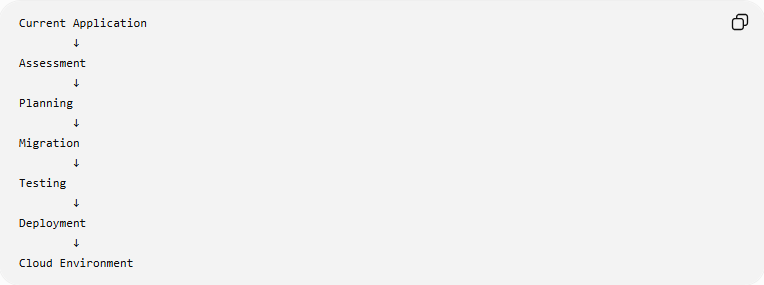 Current Application
↓
Assessment
↓
Planning
↓
Migration
↓
Testing
↓
Deployment
↓
Cloud Environment